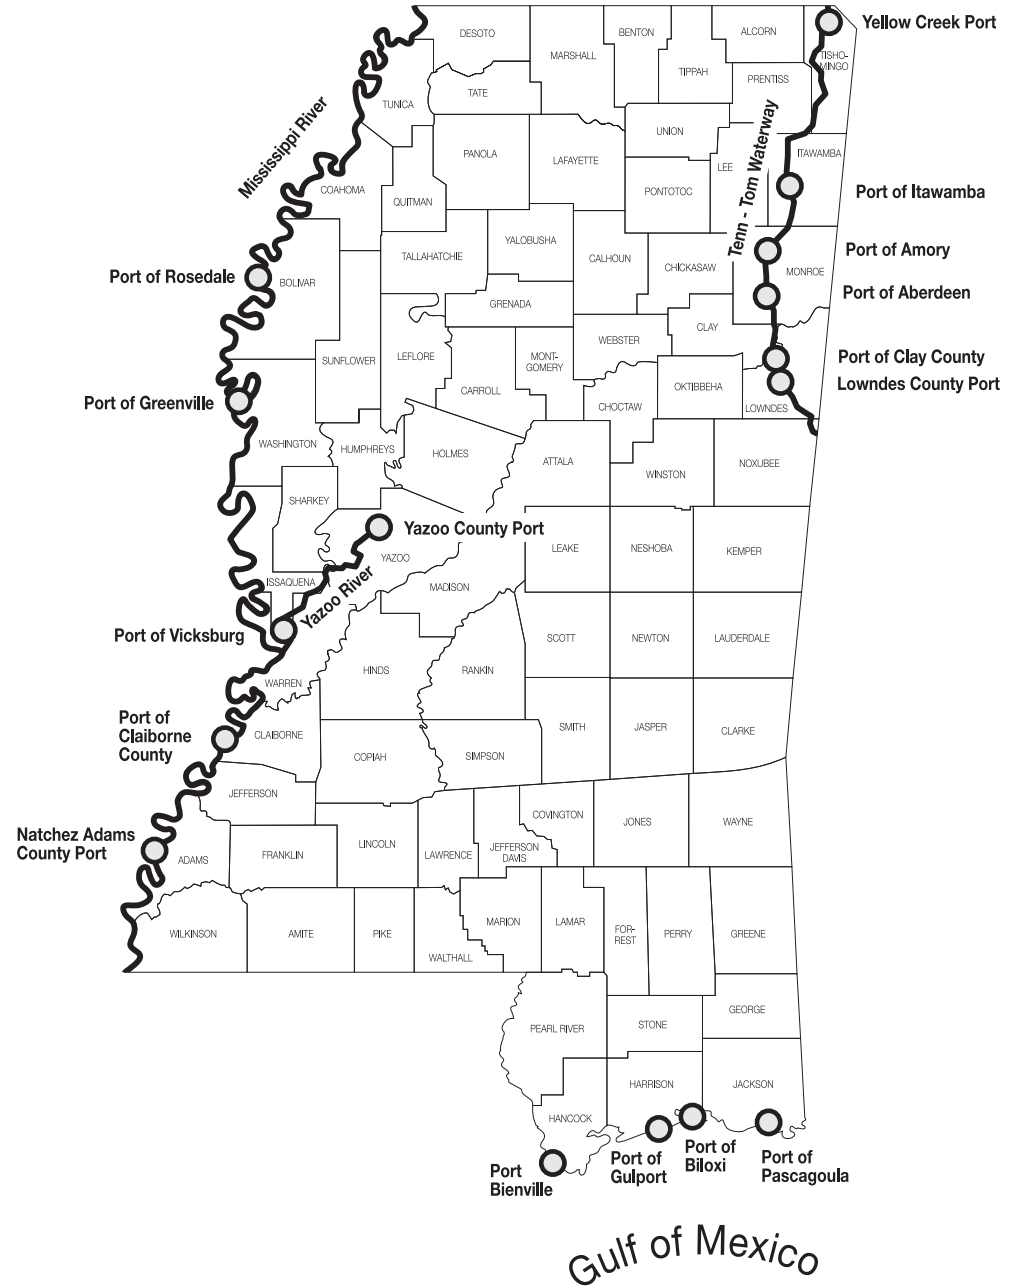 DESOTO
MARSHALL
BENTON
TIPPAH
ALCORN
TISHO-
MINGO
Yellow Creek Port
PRENTISS
TATE
TUNICA
Mississippi River
PANOLA
LAFAYETTE
UNION
LEE
Tenn - Tom Waterway
ITAWAMBA
COAHOMA
QUITMAN
PONTOTOC
Port of Itawamba
YALOBUSHA
TALLAHATCHIE
CALHOUN
CHICKASAW
MONROE
Port of Amory
Port of Rosedale
BOLIVAR
GRENADA
Port of Aberdeen
CLAY
WEBSTER
SUNFLOWER
LEFLORE
MONT-
GOMERY
Port of Clay County
CARROLL
OKTIBBEHA
Lowndes County Port
Port of Greenville
CHOCTAW
LOWNDES
WASHINGTON
HUMPHREYS
HOLMES
ATTALA
WINSTON
NOXUBEE
SHARKEY
Yazoo County Port
YAZOO
LEAKE
NESHOBA
KEMPER
ISSAQUENA
Yazoo River
MADISON
Port of Vicksburg
SCOTT
NEWTON
LAUDERDALE
WARREN
HINDS
RANKIN
Port of
Claiborne
County
CLAIBORNE
COPIAH
SIMPSON
SMITH
JASPER
CLARKE
JEFFERSON
COVINGTON
JONES
WAYNE
Natchez Adams
County Port
ADAMS
FRANKLIN
LINCOLN
LAWRENCE
JEFFERSON
DAVIS
WILKINSON
AMITE
PIKE
WALTHALL
MARION
LAMAR
FOR-
REST
PERRY
GREENE
PEARL RIVER
STONE
GEORGE
HANCOCK
HARRISON
JACKSON
Port
Bienville
Port of
Gulport
Port of
Biloxi
Port of
Pascagoula
Gulf of Mexico